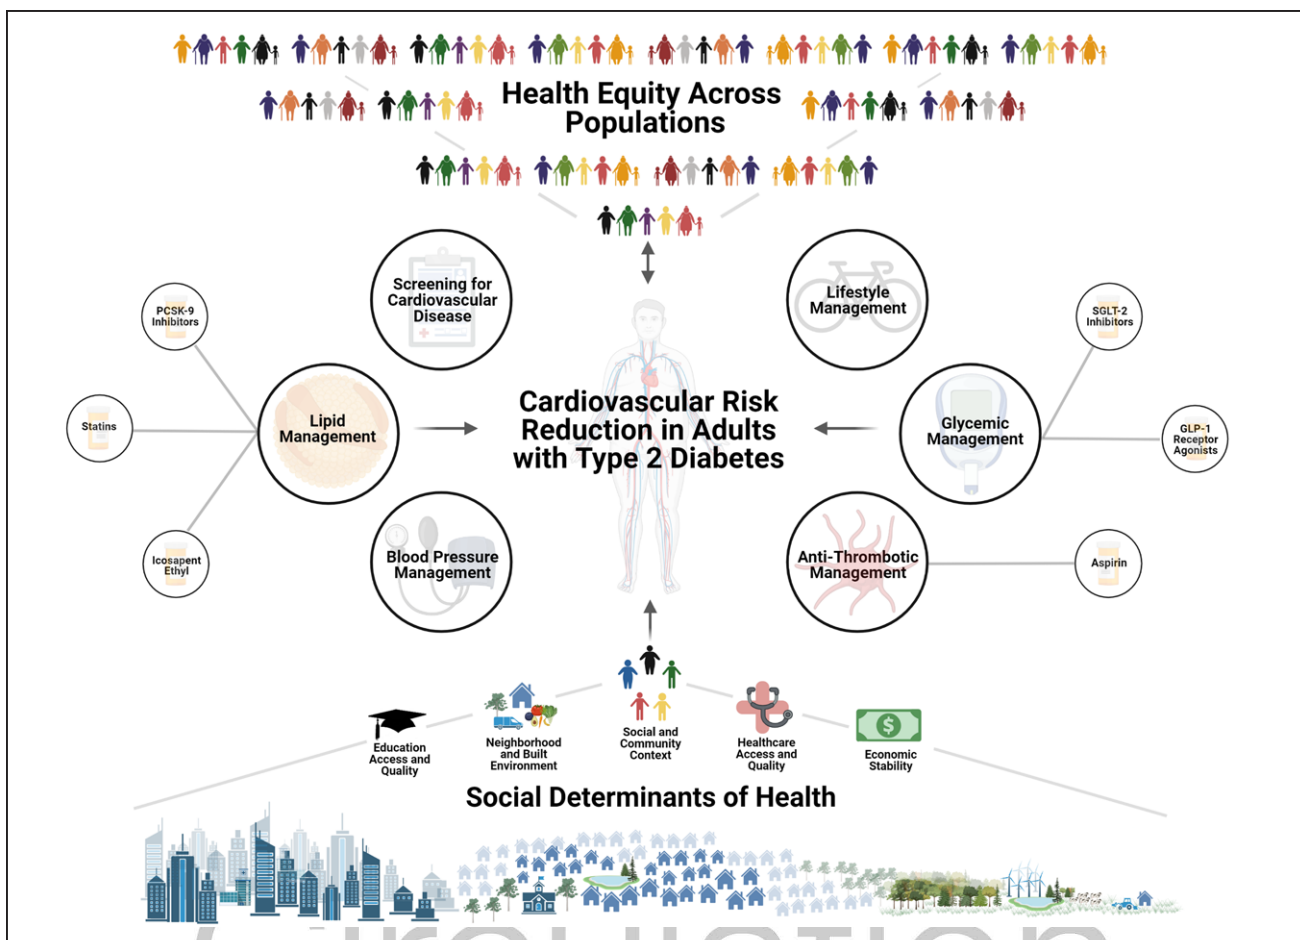 Health Equity Across
Populations
Screening for
Cardiovascular
Disease
Lifestyle
Management
PCSK-9
Inhibitors
SGLT-2
Inhibitors
Lipid
Management
Statins
Cardiovascular Risk
Reduction in Adults
with Type 2 Diabetes
Glycemic
Management
GLP-1
Receptor
Agonists
Icosapent
Ethyl
Blood Pressure
Management
Anti-Thrombotic
Management
Aspirin
Education
Access and
Quality
Neighborhood
and Built
Environment
Social and
Community
Context
Healthcare
Access and
Quality
$
Economic
Stability
Social Determinants of Health
Circulation